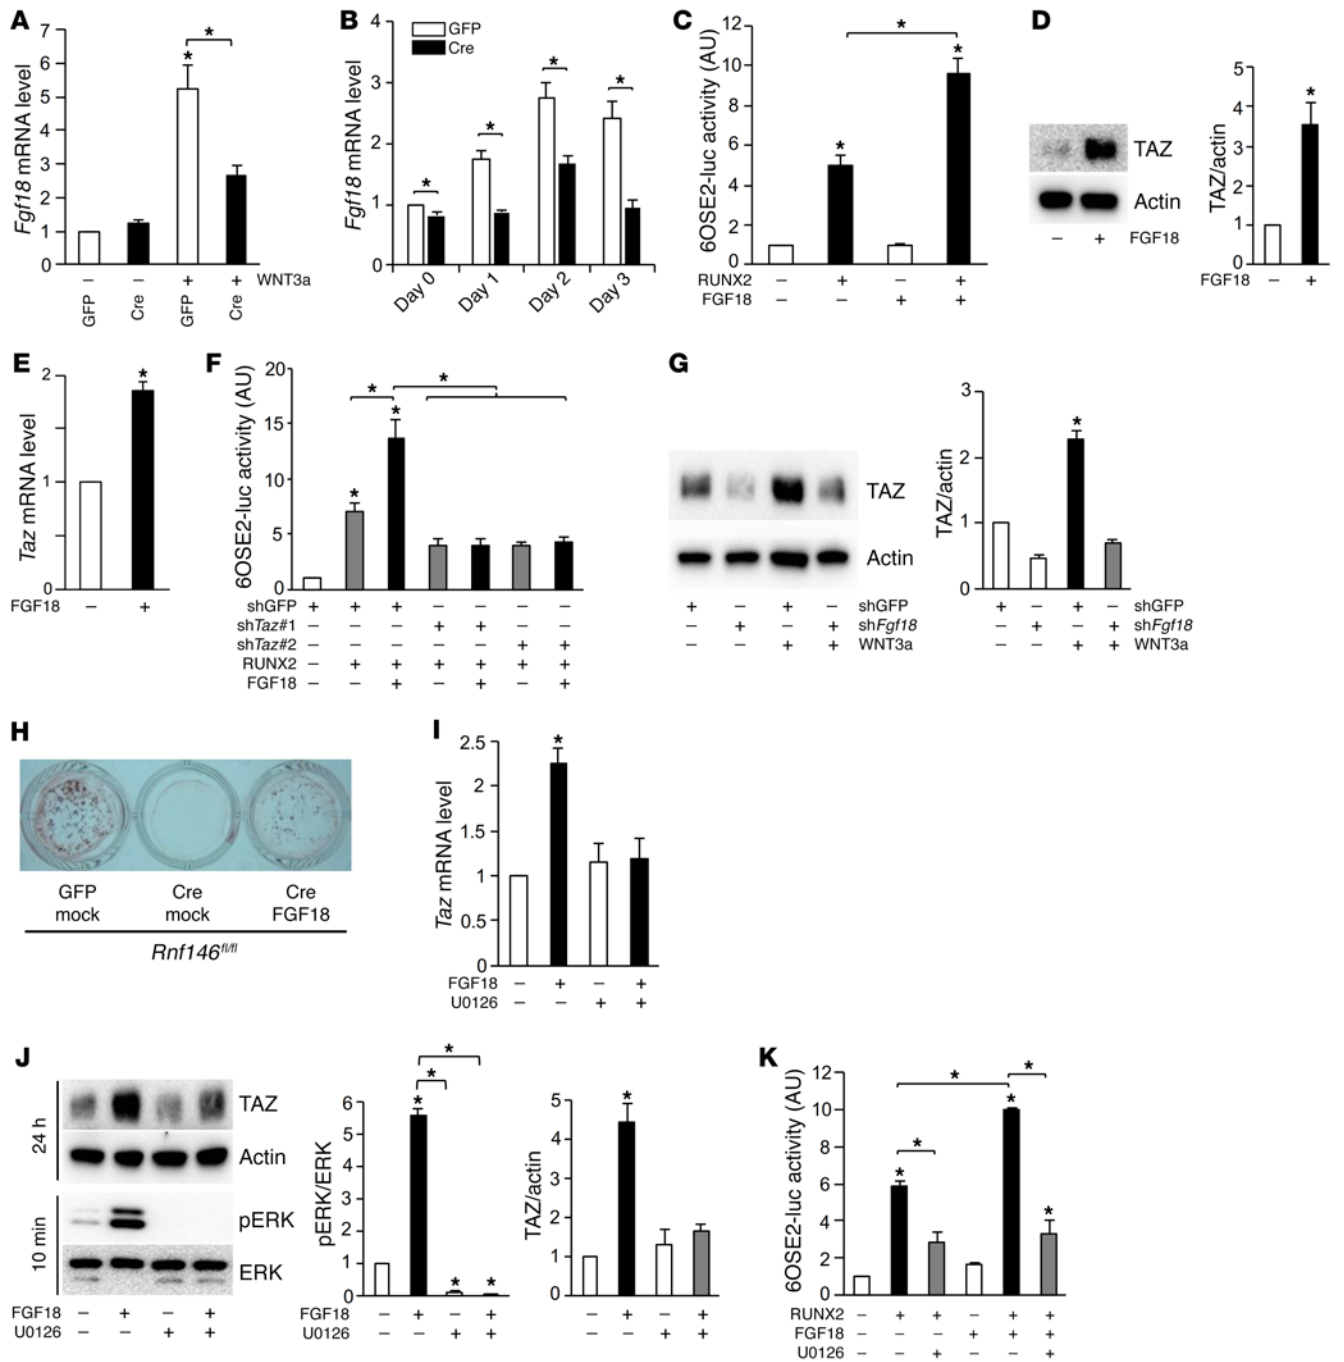 A
Fgf18 mRNA level
7
6
5
4
3
2
1
0
*
*
– – + + WNT3a
GFP Cre GFP Cre
B
Fgf18 mRNA level
4
3
2
1
0
GFP
Cre
* * * *
Day 0 Day 1 Day 2 Day 3
C
6OSE2-luc activity (AU)
12
10
8
6
4
2
0
*
* *
RUNX2 – + – +
FGF18 – – + +
D
TAZ
Actin
– + FGF18
TAZ/actin
5
4
3
2
1
0
*
FGF18 – +
E
Taz mRNA level
2
1
0
*
FGF18 – +
F
6OSE2-luc activity (AU)
20
15
10
5
0
* *
* *
shGFP + + + – – – –
shTaz#1 – – – + + – –
shTaz#2 – – – – – + +
RUNX2 – + + + + + +
FGF18 – – + – + – +
G
TAZ
Actin
+ – + – shGFP
– + – + shFgf18
– – + + WNT3a
TAZ/actin
3
2
1
0
*
+ – + – shGFP
– + – + shFgf18
– – + + WNT3a
H
GFP mock
Cre mock
Cre FGF18
Rnf146fl/fl
I
Taz mRNA level
2.5
2
1.5
1
0.5
0
*
FGF18 – + – +
U0126 – – + +
J
24 h
TAZ
Actin
10 min
pERK
ERK
FGF18 – + – +
U0126 – – + +
pERK/ERK
6
5
4
3
2
1
0
*
*
* * *
FGF18 – + – +
U0126 – – + +
TAZ/actin
5
4
3
2
1
0
*
– + – +
– – + +
K
6OSE2-luc activity (AU)
12
10
8
6
4
2
0
* *
*
* * *
RUNX2 – + + – + +
FGF18 – – – + + +
U0126 – – + – – +